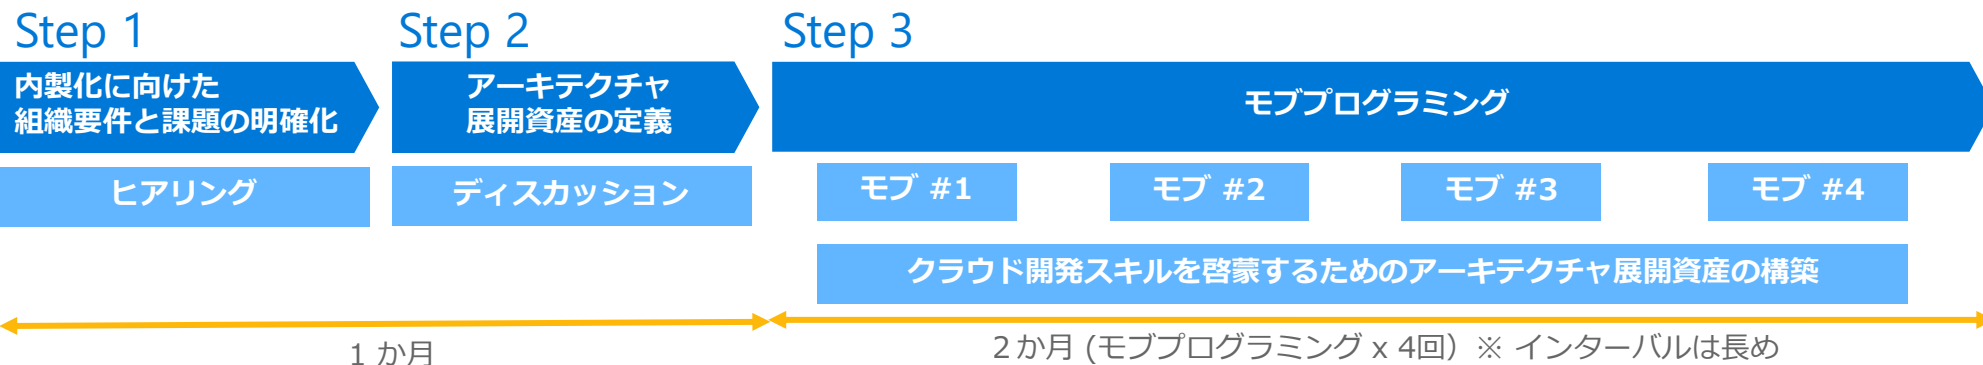 Step 1
Step 2
Step 3
内製化に向けた
組織要件と課題の明確化
アーキテクチャ
展開資産の定義
モブプログラミング
ヒアリング
ディスカッション
モブ #1
モブ #2
モブ #3
モブ #4
クラウド開発スキルを啓蒙するためのアーキテクチャ展開資産の構築
1 か月
２か月 (モブプログラミング x 4回）※ インターバルは長め